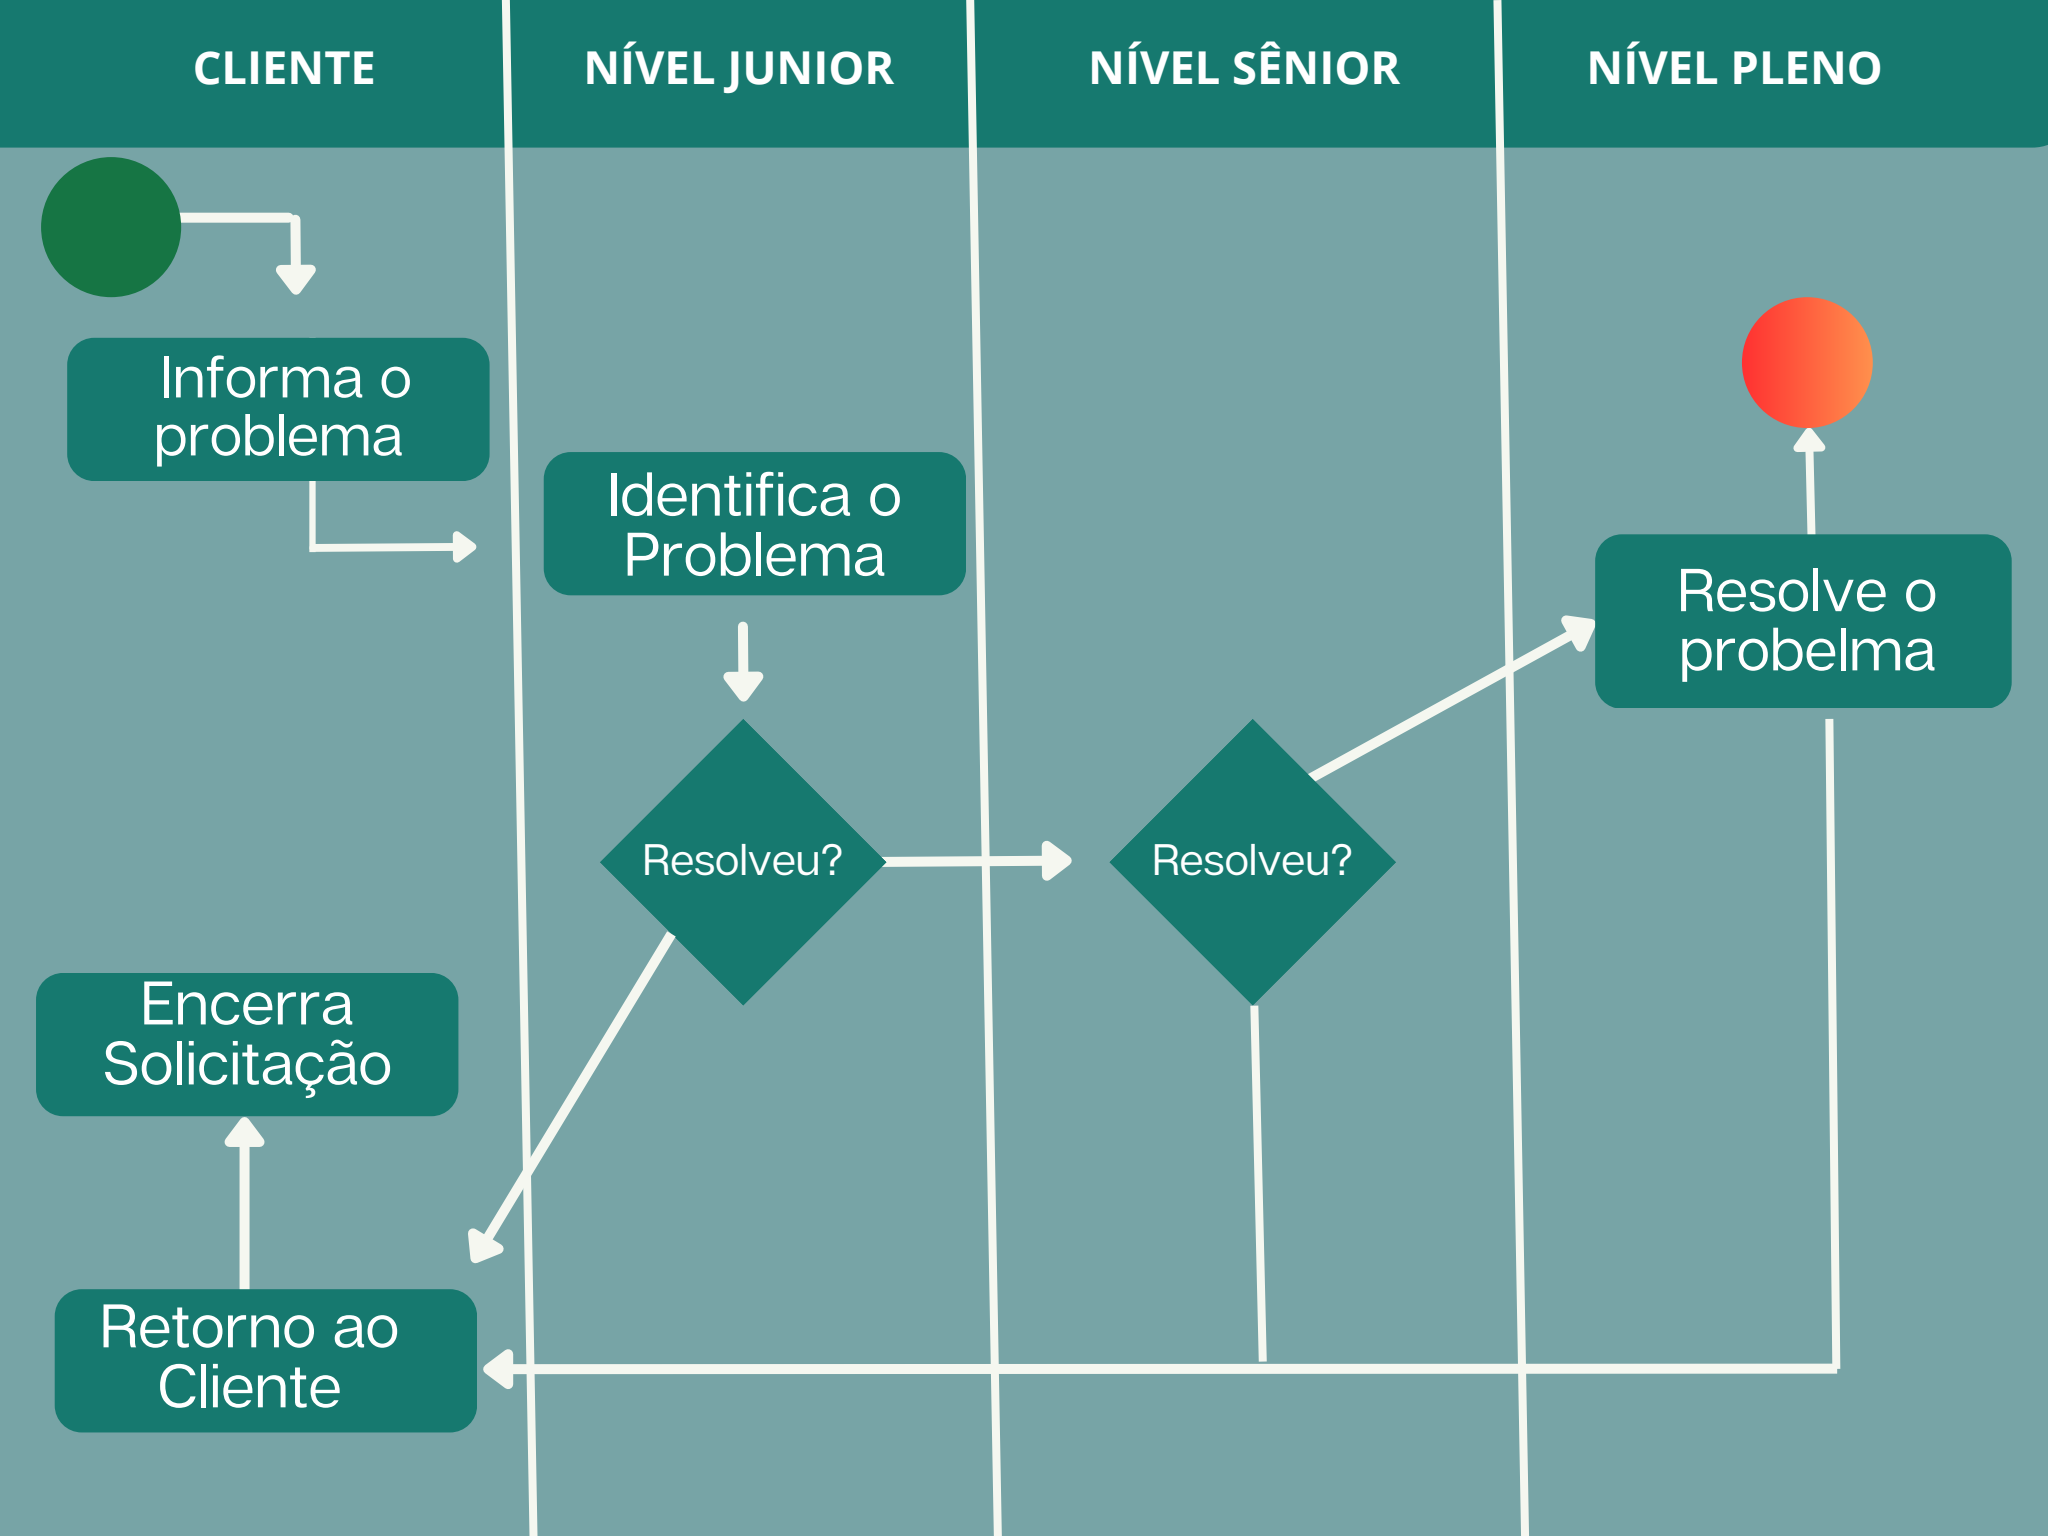 CLIENTE
NÍVEL JUNIOR
NÍVEL SÊNIOR
NÍVEL PLENO
Informa o
problema
Identifica o
Problema
Resolve o
probelma
Resolveu?
Resolveu?
Encerra
Solicitação
Retorno ao
Cliente